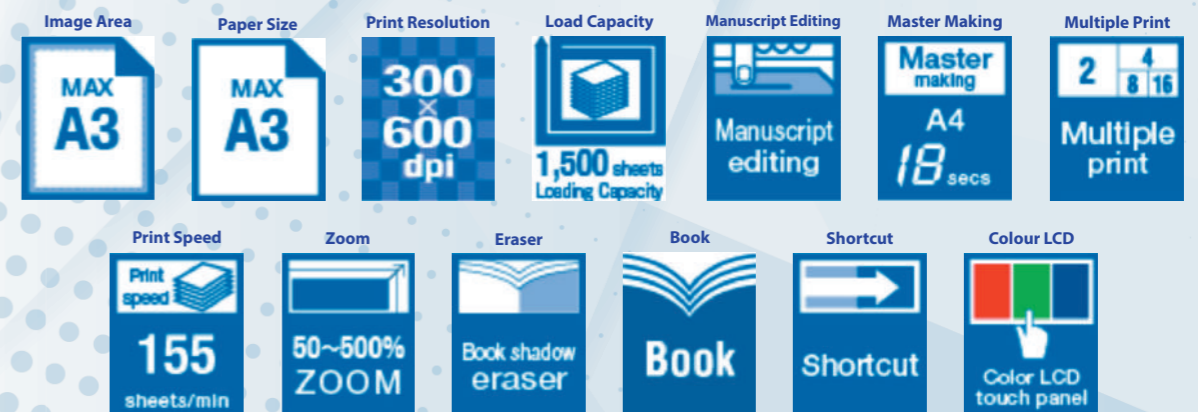 Image Area
Paper Size
Print Resolution
Load Capacity
Manuscript Editing
Master Making
Multiple Print
MAX
A3
MAX
A3
300
×
600
dpi
1,500 sheets
Loading Capacity
Manuscript
editing
Master
making
A4
18 secs
2
4
8 16
Multiple
print
Print Speed
Zoom
Eraser
Book
Shortcut
Colour LCD
Print
speed
155
sheets/min
50~500%
ZOOM
Book shadow
eraser
Book
Shortcut
Color LCD
touch panel